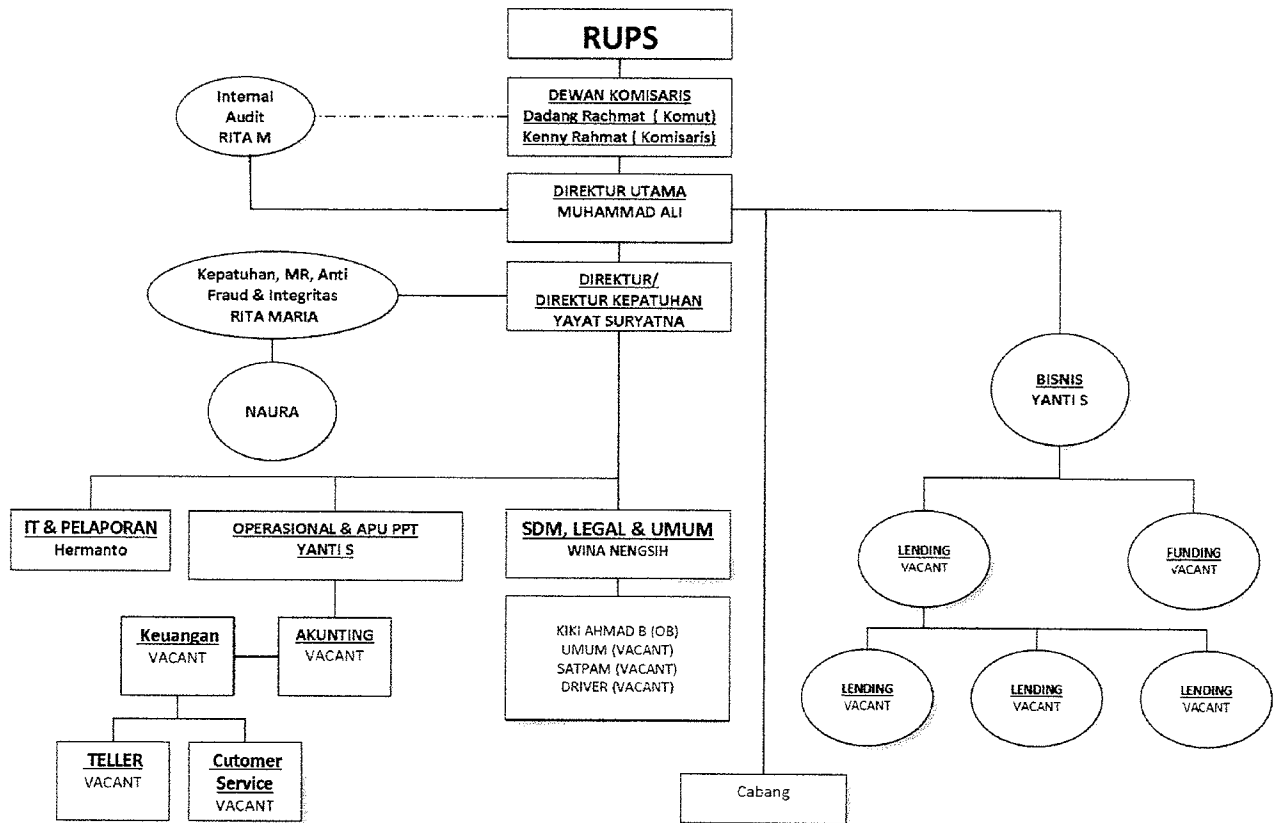 RUPS
DEWAN KOMISARIS
Dadang Rachmat ( Komut)
Kenny Rahmat ( Komisaris)
Internal
Audit
RITA M
DIREKTUR UTAMA
MUHAMMAD ALI
Kepatuhan, MR, Anti
Fraud & Integritas
RITA MARIA
DIREKTUR/
DIREKTUR KEPATUHAN
YAYAT SURYATNA
NAURA
BISNIS
YANTI S
IT & PELAPORAN
Hermanto
OPERASIONAL & APU PPT
YANTI S
SDM, LEGAL & UMUM
WINA NENGSIH
LENDING
VACANT
FUNDING
VACANT
Keuangan
VACANT
AKUNTING
VACANT
KIKI AHMAD B (OB)
UMUM (VACANT)
SATPAM (VACANT)
DRIVER (VACANT)
LENDING
VACANT
LENDING
VACANT
LENDING
VACANT
TELLER
VACANT
Cutomer
Service
VACANT
Cabang